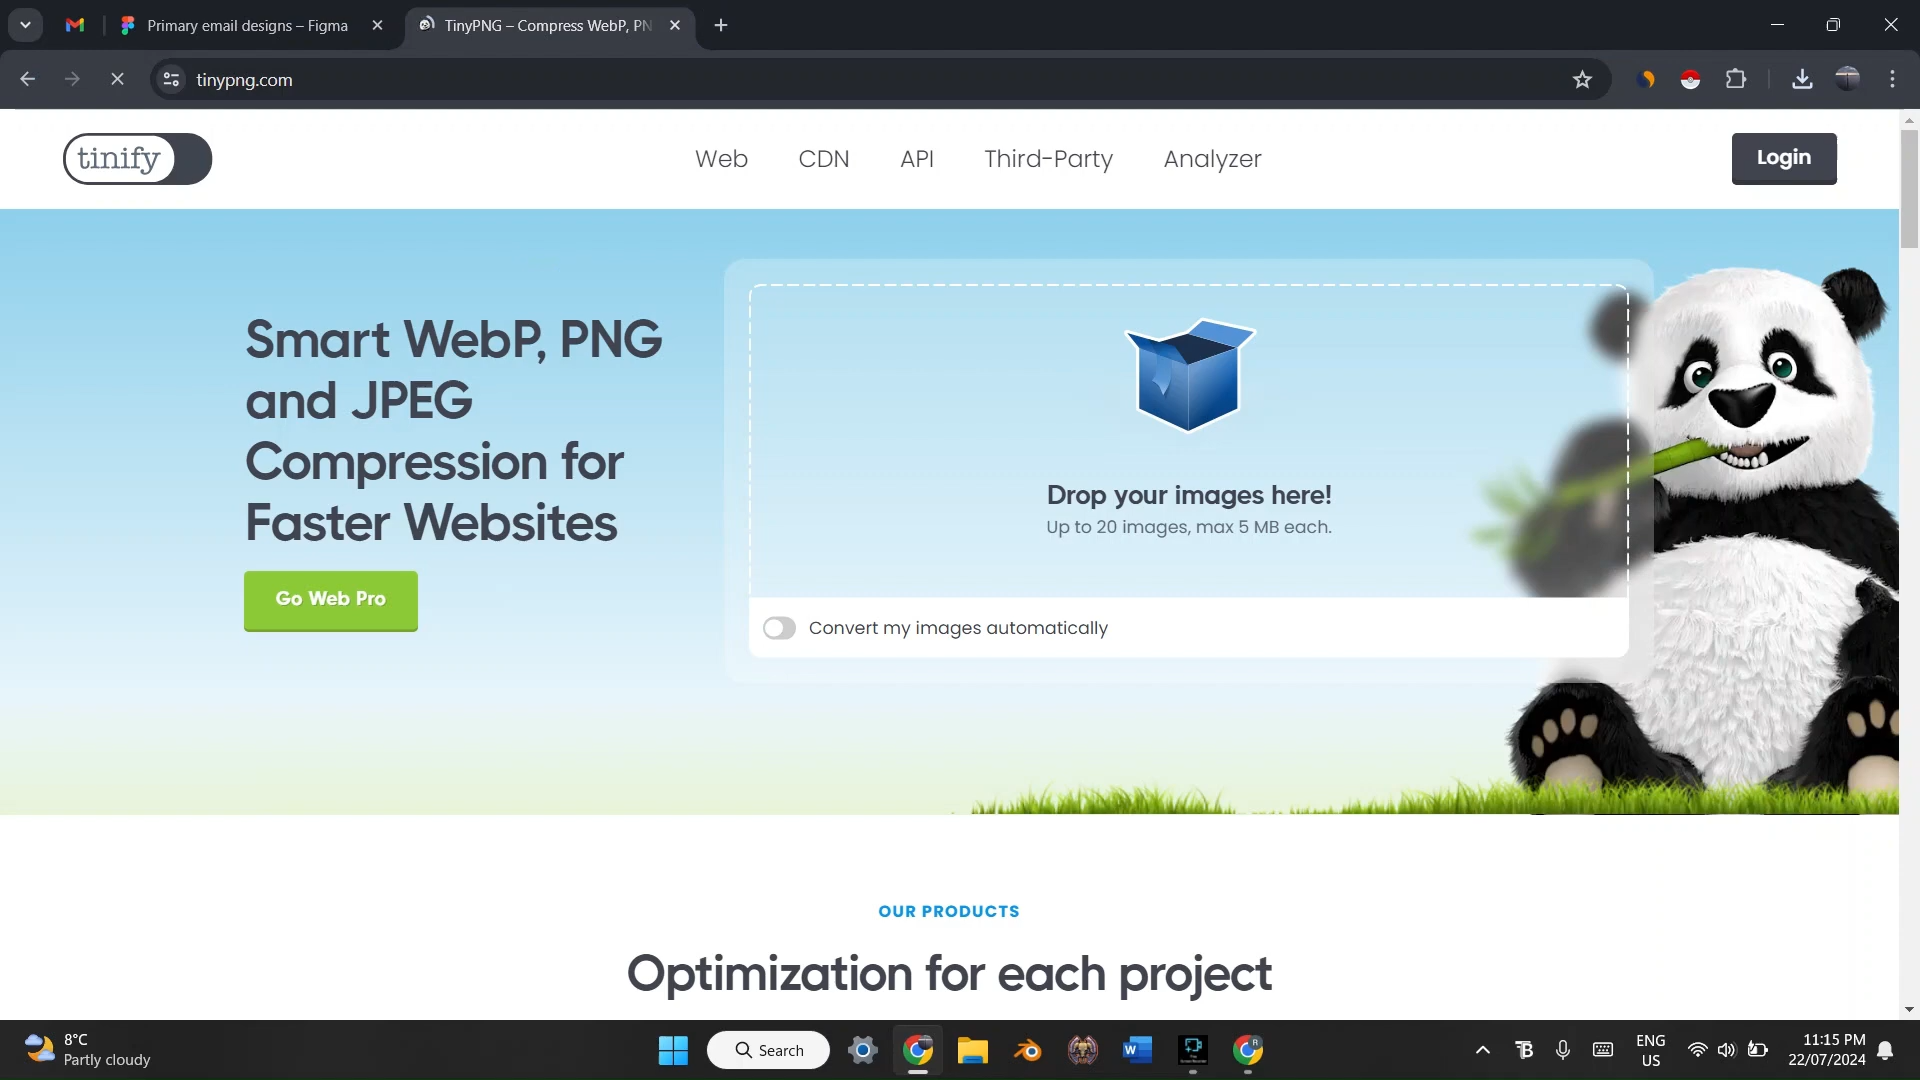 Primary email designs – Figma
TinyPNG – Compress WebP, PN
tinypng.com
tinify
Web
CDN
API
Third-Party
Analyzer
Login
Smart WebP, PNG
and JPEG
Compression for
Faster Websites
Go Web Pro
Drop your images here!
Up to 20 images, max 5 MB each.
Convert my images automatically
OUR PRODUCTS
Optimization for each project
8°C
Partly cloudy
Search
ENG
US
11:15 PM
22/07/2024